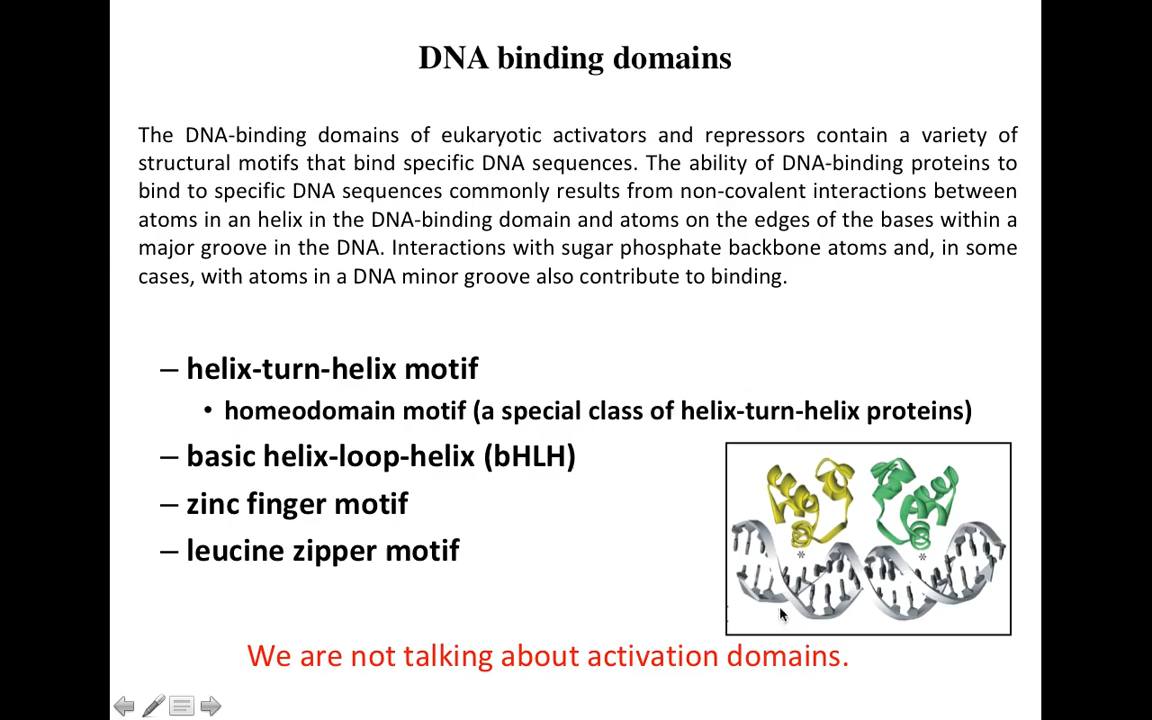 DNA binding domains
The DNA-binding domains of eukaryotic activators and repressors contain a variety of
structural motifs that bind specific DNA sequences. The ability of DNA-binding proteins to
bind to specific DNA sequences commonly results from non-covalent interactions between
atoms in an helix in the DNA-binding domain and atoms on the edges of the bases within a
major groove in the DNA. Interactions with sugar phosphate backbone atoms and, in some
cases, with atoms in a DNA minor groove also contribute to binding.
– helix-turn-helix motif
• homeodomain motif (a special class of helix-turn-helix proteins)
– basic helix-loop-helix (bHLH)
– zinc finger motif
– leucine zipper motif
* *
We are not talking about activation domains.